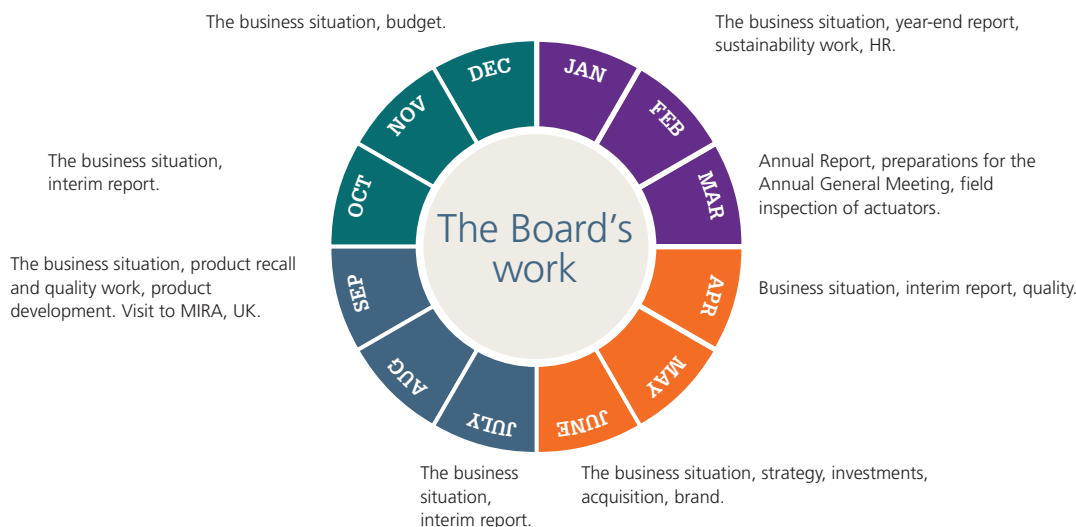 The business situation, budget.
The business situation, year-end report,
sustainability work, HR.
DEC
JAN
NOV
FEB
The business situation,
interim report.
OCT
MAR
Annual Report, preparations for the
Annual General Meeting, field
inspection of actuators.
The Board's
work
The business situation, product recall
and quality work, product
development. Visit to MIRA, UK.
SEP
APR
Business situation, interim report, quality.
AUG
MAY
JULY
JUNE
The business
situation,
interim report.
The business situation, strategy, investments,
acquisition, brand.